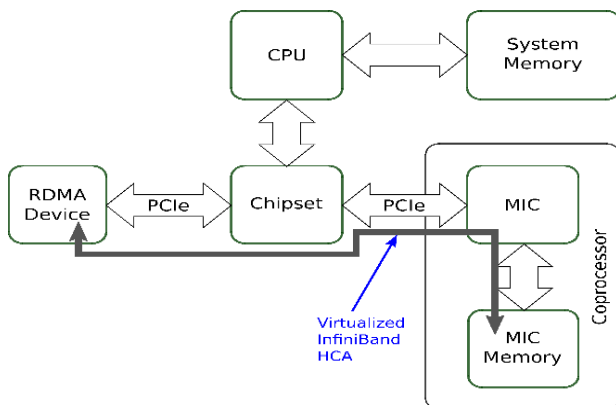 CPU
System
Memory
RDMA
Device
PCIe
Chipset
PCIe
MIC
Coprocessor
Virtualized
InfiniBand
HCA
MIC
Memory